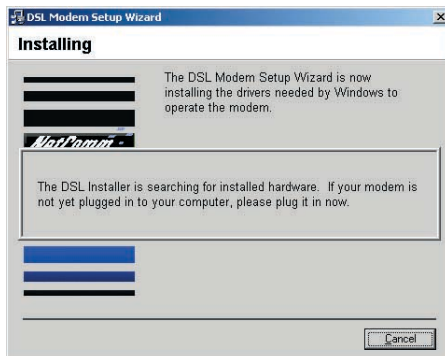 DSL Modem Setup Wizard
Installing
The DSL Modem Setup Wizard is now
installing the drivers needed by Windows to
operate the modem.
NetComm
The DSL Installer is searching for installed hardware. If your modem is
not yet plugged in to your computer, please plug it in now.
Cancel